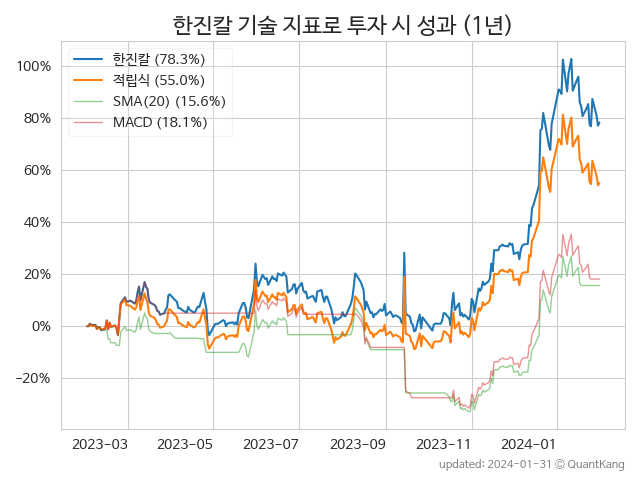 한진칼 기술 지표로 투자 시 성과 (1년)
한진칼 (78.3%)
적립식 (55.0%)
SMA(20) (15.6%)
MACD (18.1%)
100%
80%
60%
40%
20%
0%
−20%
2023-03
2023-05
2023-07
2023-09
2023-11
2024-01
updated: 2024-01-31 © QuantKang